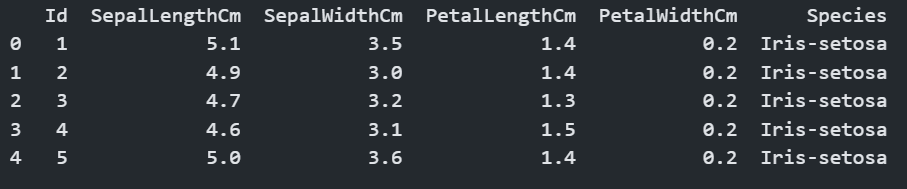 Id SepalLengthCm SepalWidthCm PetalLengthCm PetalWidthCm Species
0 1 5.1 3.5 1.4 0.2 Iris-setosa
1 2 4.9 3.0 1.4 0.2 Iris-setosa
2 3 4.7 3.2 1.3 0.2 Iris-setosa
3 4 4.6 3.1 1.5 0.2 Iris-setosa
4 5 5.0 3.6 1.4 0.2 Iris-setosa